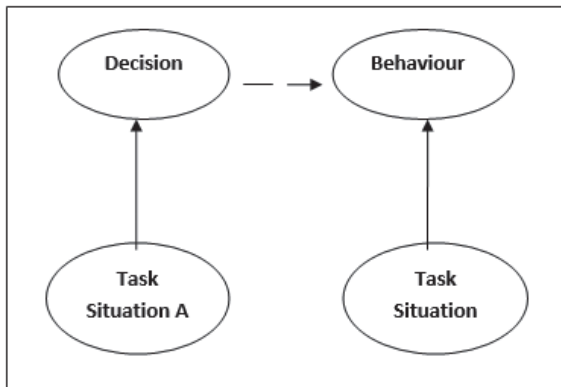 Decision
Behaviour
Task
Situation A
Task
Situation